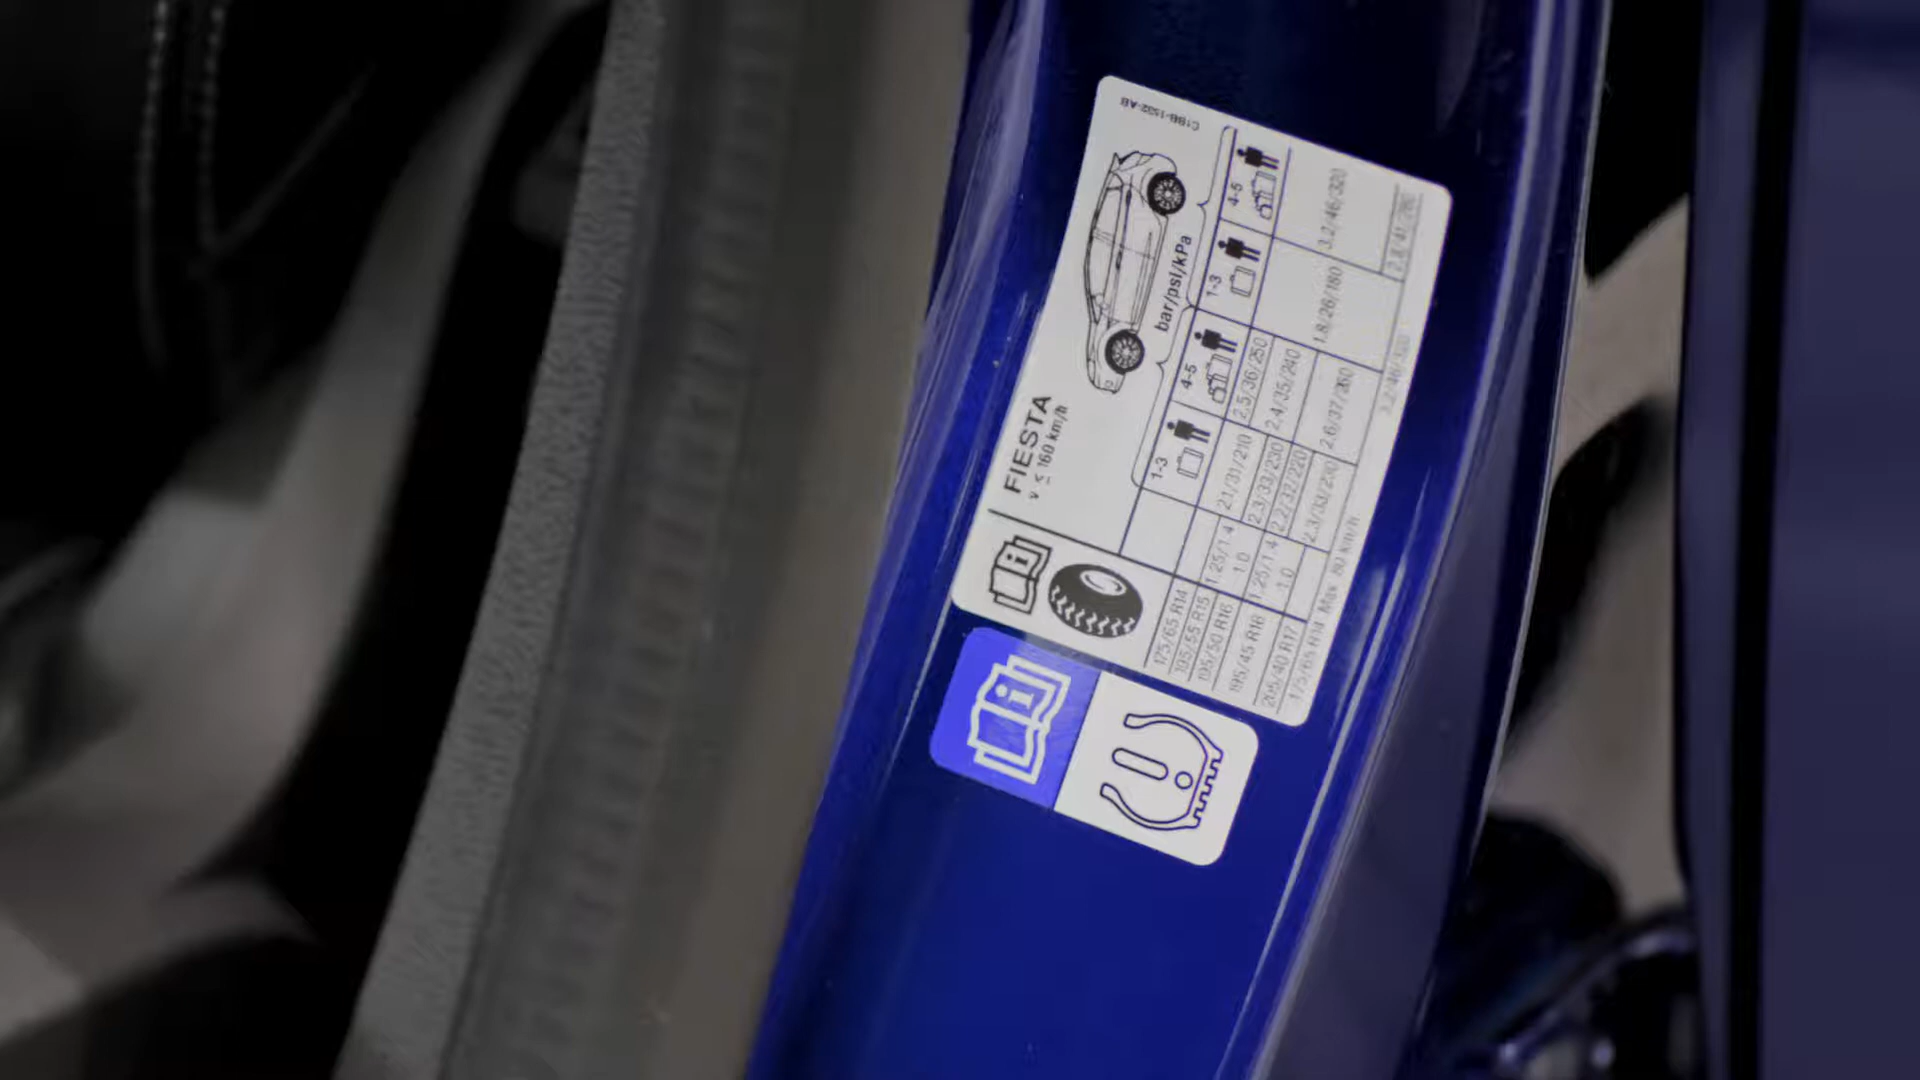 C1BB-1532-AB
FIESTA
v ≤ 160 km/h
bar/psi/kPa
1-3
4-5
1-3
4-5
175/65 R14
195/55 R15
1.25/1.4
2.1/31/210
2.5/36/250
195/50 R16
1.0
2.3/33/230
2.4/35/240
1.8/26/180
3.2/46/320
195/45 R16
1.25/1.4
2.2/32/220
205/40 R17
1.0
2.3/33/230
2.6/37/260
175/65 R14 Max 80 km/h
3.2/46/320